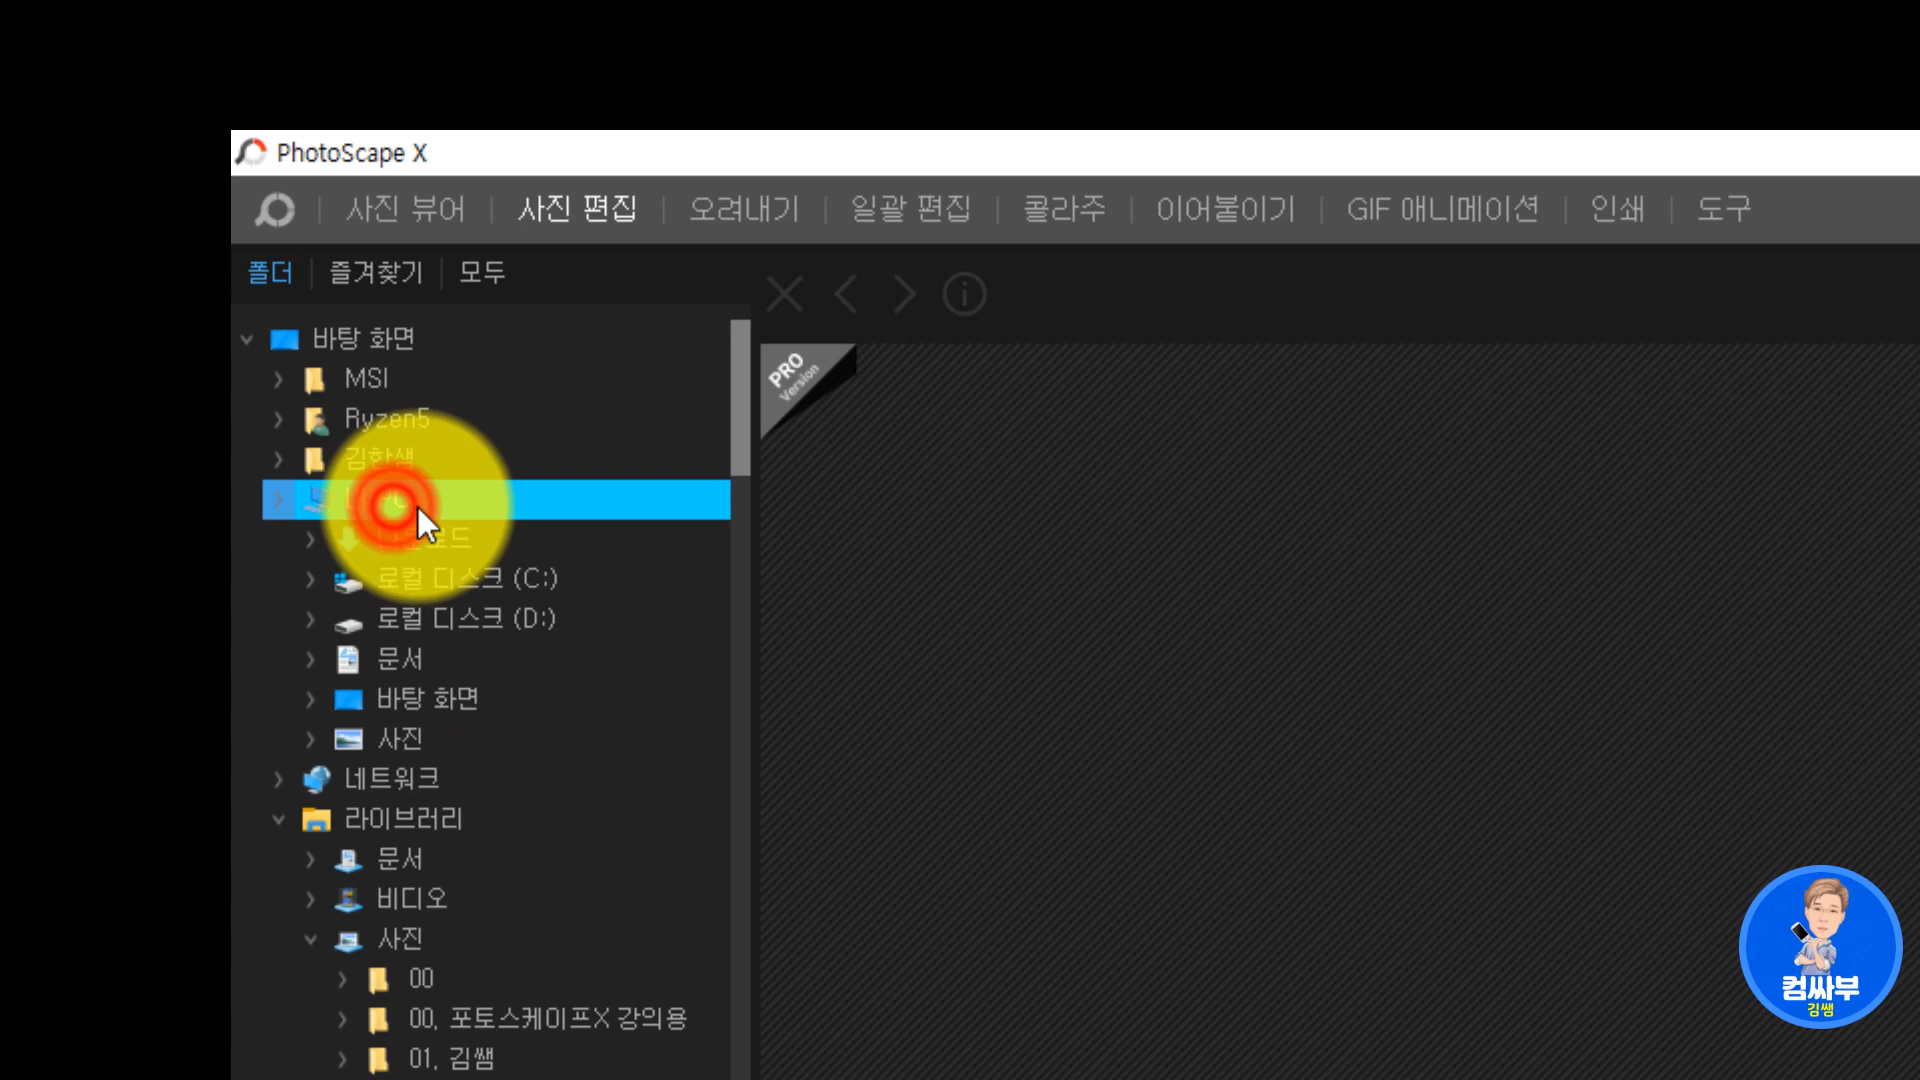 PhotoScape X
사진 뷰어 사진 편집 오려내기 일괄 편집 콜라주 이어붙이기 GIF 애니메이션 인쇄 도구
폴더 즐겨찾기 모두
바탕 화면
PRO
Version
MSI
Ryzen5
김한샘
로컬 디스크 (C:)
로컬 디스크 (D:)
문서
바탕 화면
사진
네트워크
라이브러리
문서
비디오
사진
00
00. 포토스케이프X 강의용
01. 김쌤
컴싸부
김쌤